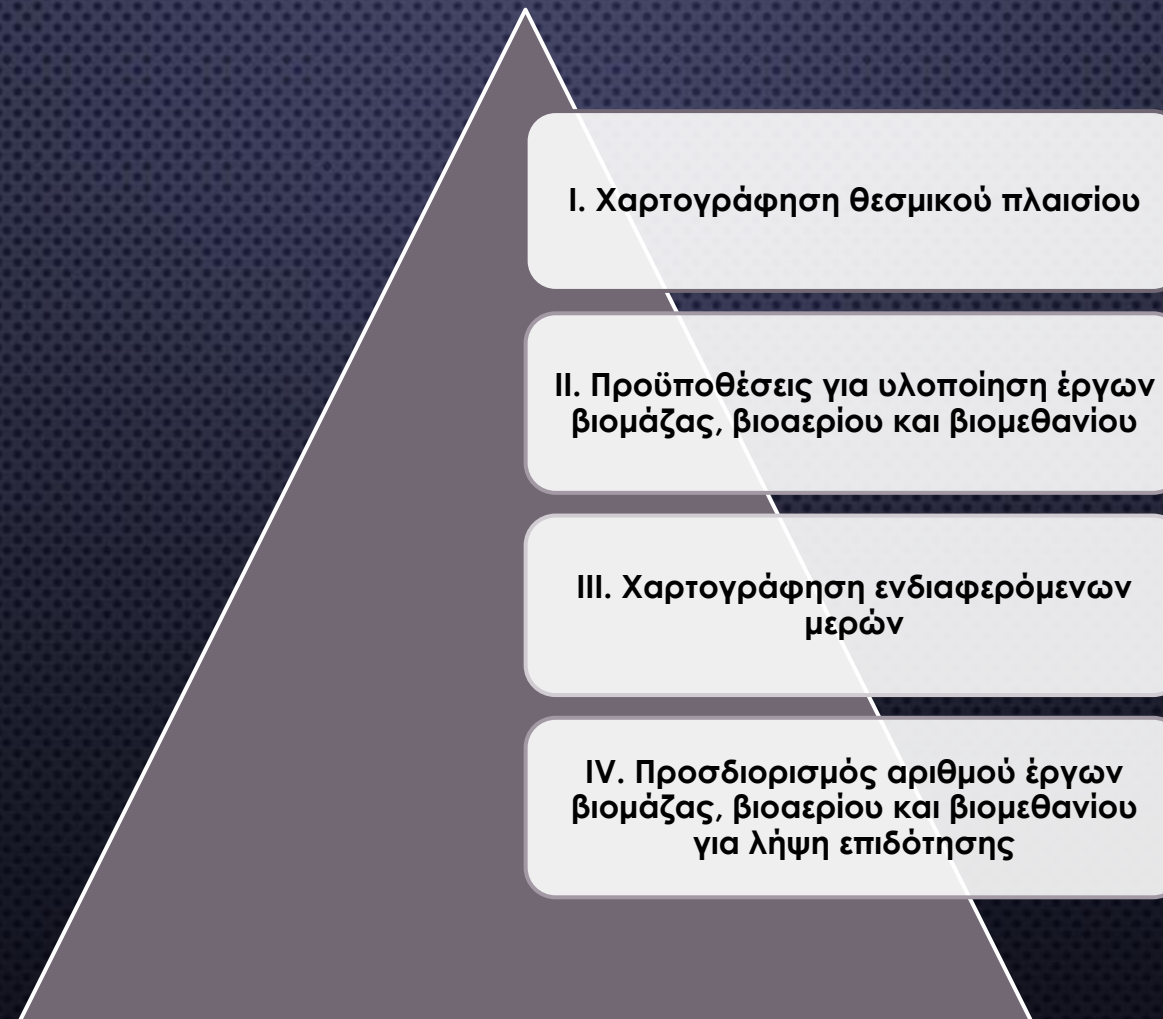 I. Χαρτογράφηση θεσμικού πλαισίου
II. Προϋποθέσεις για υλοποίηση έργων
βιομάζας, βιοαερίου και βιομεθανίου
III. Χαρτογράφηση ενδιαφερόμενων
μερών
IV. Προσδιορισμός αριθμού έργων
βιομάζας, βιοαερίου και βιομεθανίου
για λήψη επιδότησης